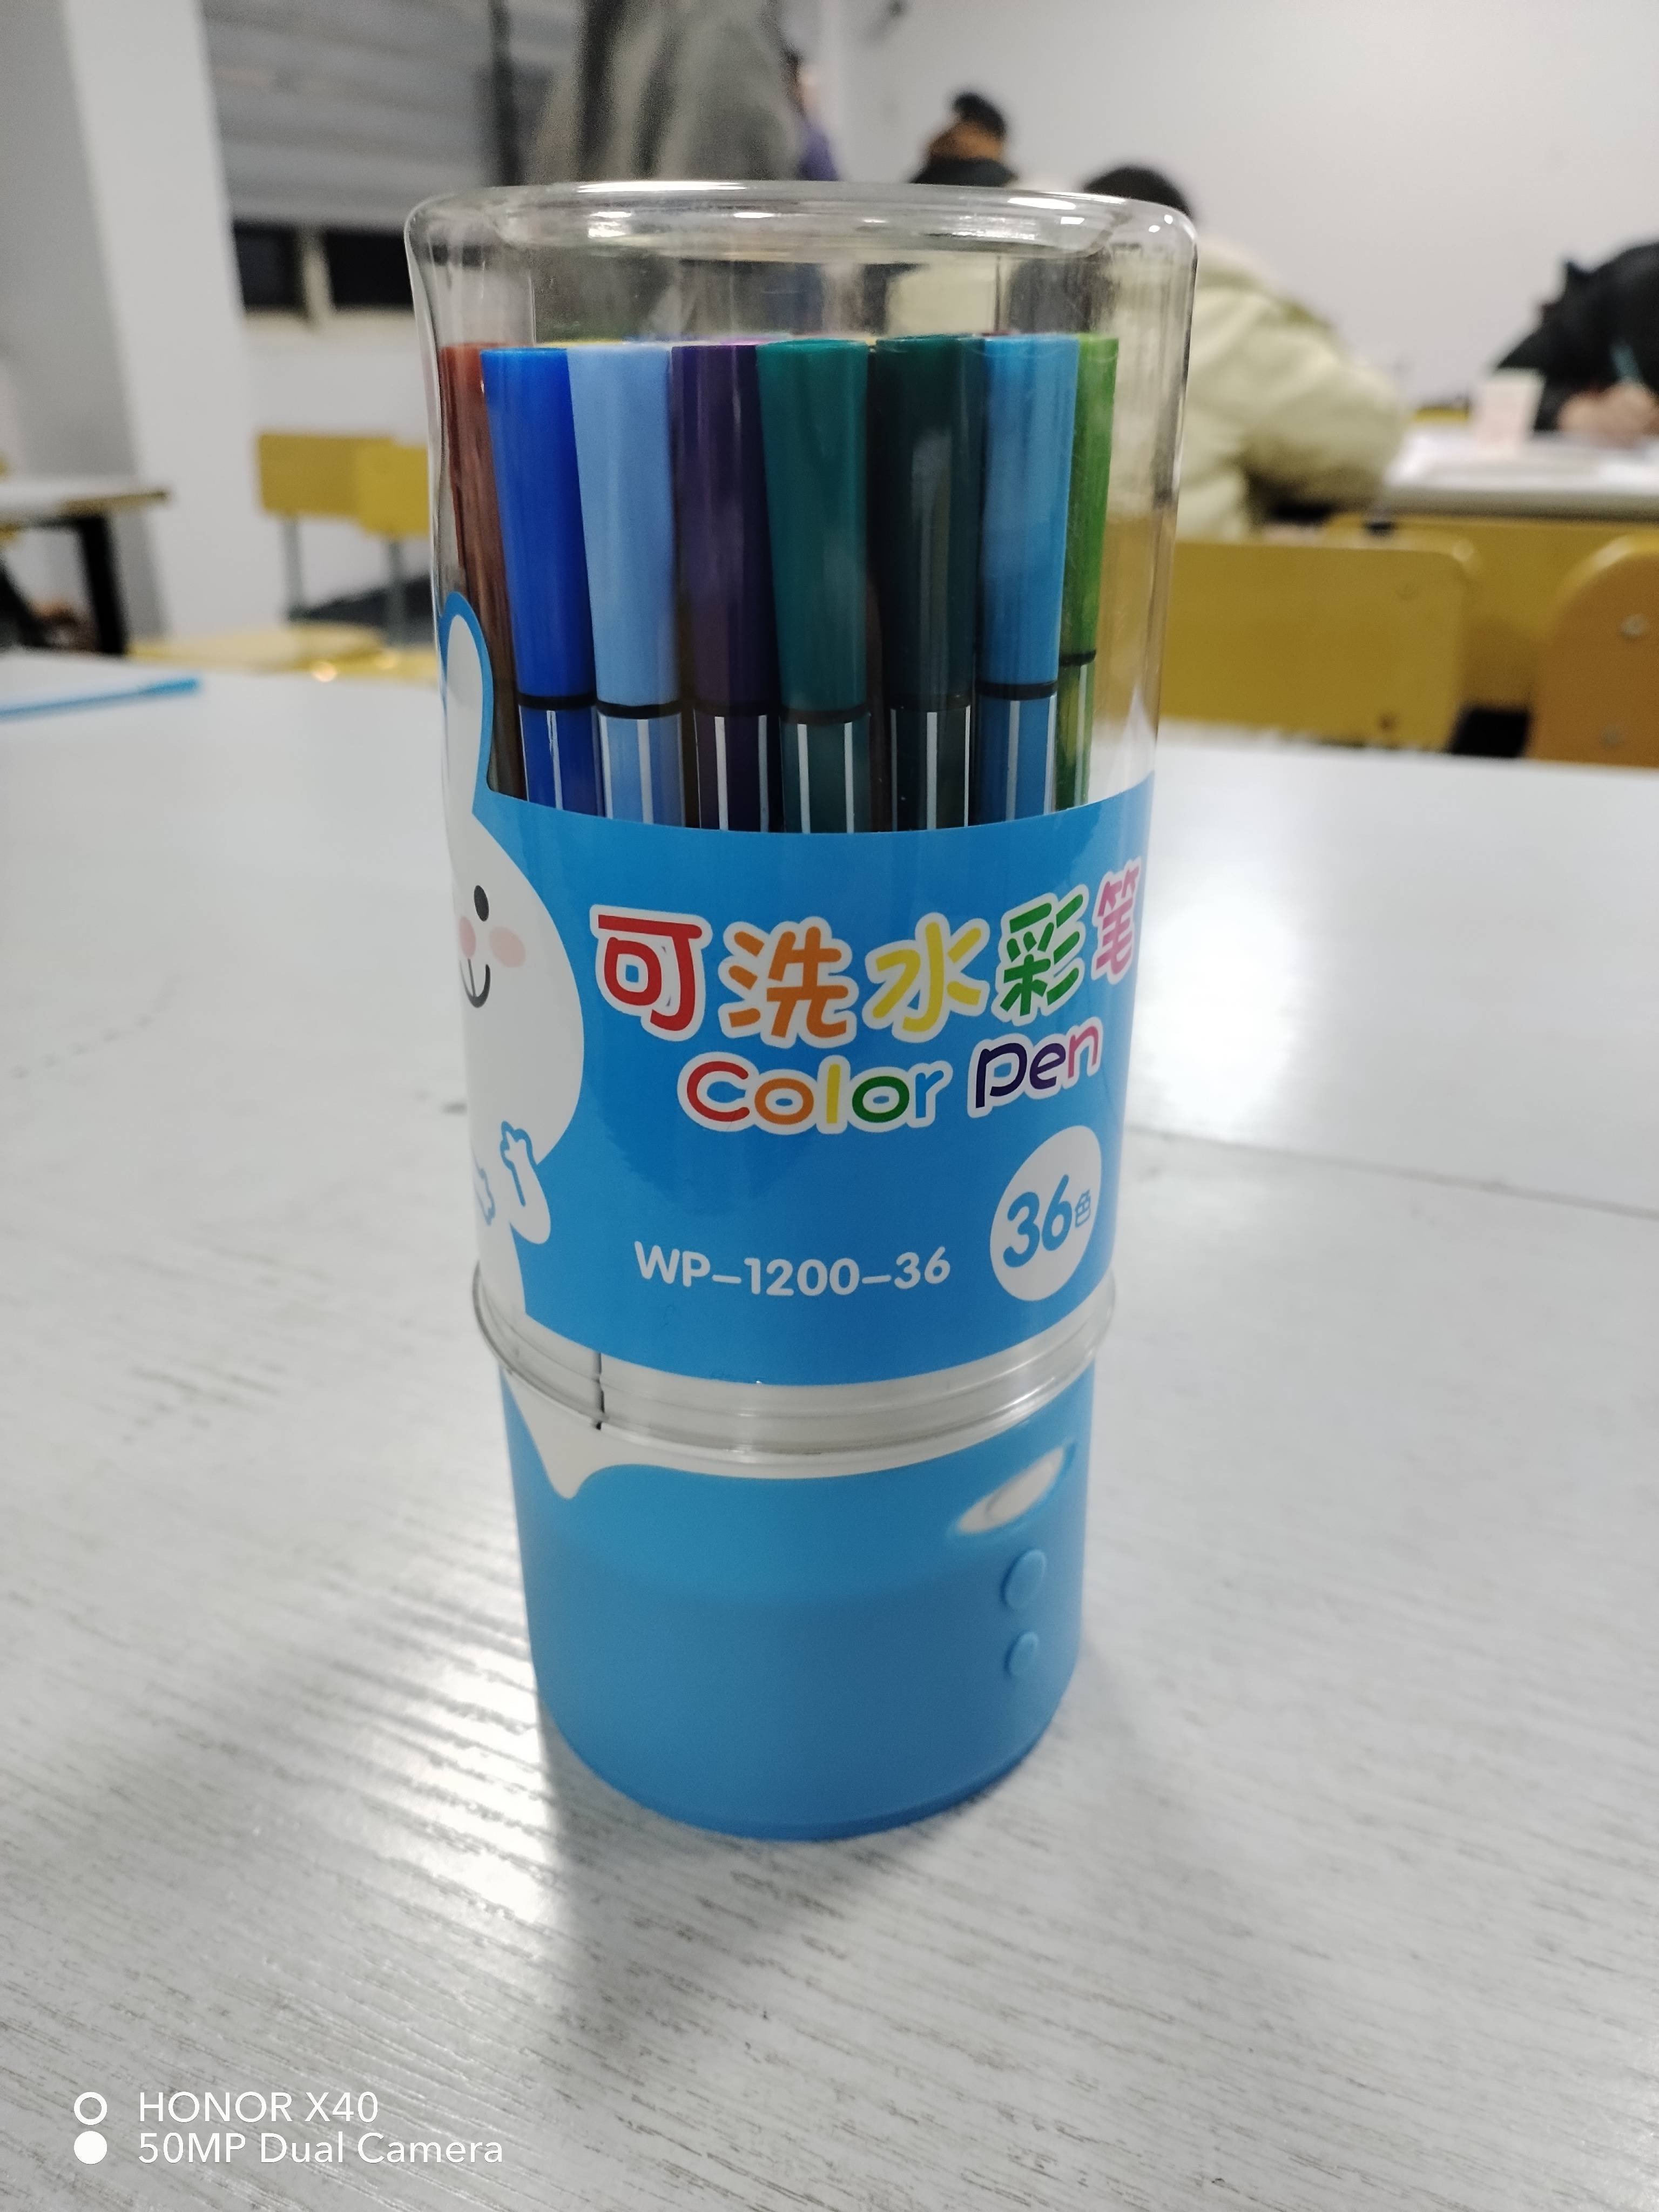 可洗水彩笔
Color Pen
36色
WP-1200-36
HONOR X40
50MP Dual Camera